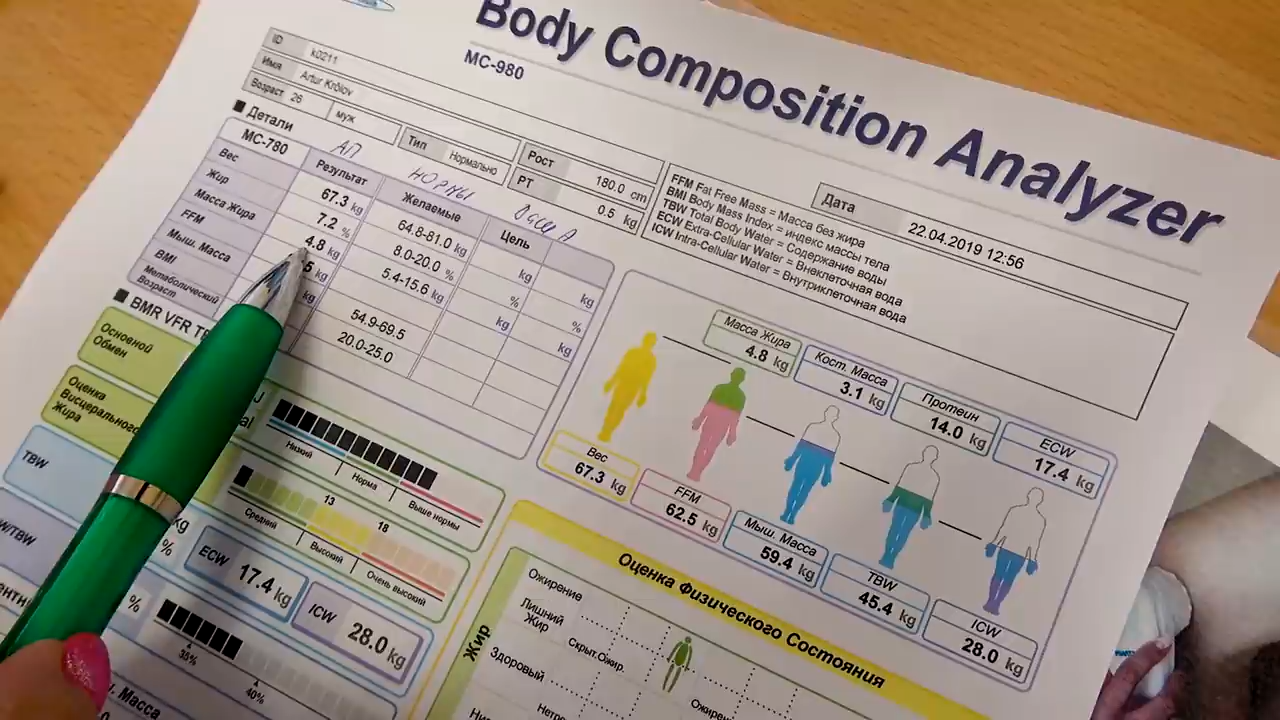 Body Composition Analyzer
MC-980
ID k0211
Имя Artur Królov
Возраст 26 муж
Тип Нормально
Рост 180.0 cm
PT 0.5 kg
FFM Fat Free Mass = Масса без жира
BMI Body Mass Index = индекс массы тела
TBW Total Body Water = Содержание воды
ECW Extra-Cellular Water = Внеклеточная вода
ICW Intra-Cellular Water = Внутриклеточная вода
Дата 22.04.2019 12:56
Детали
АП НОРМЫ
MC-780 Результат Желаемые Цель
Вес 67.3 kg 64.8-81.0 kg kg kg
Жир 7.2 % 8.0-20.0 % % %
Масса Жира 4.8 kg 5.4-15.6 kg kg kg
FFM kg
Мыш. Масса kg 54.9-69.5
BMI 20.0-25.0
Метаболический Возраст
BMR VFR
Основной Обмен
Низкий Норма Выше нормы
Оценка Висцерального Жира
13 18
Средний Высокий Очень высокий
TBW
kg
%
ECW 17.4 kg
ICW 28.0 kg
%
35% 40%
Масса
Масса Жира 4.8 kg
Кост. Масса 3.1 kg
Протеин 14.0 kg
ECW 17.4 kg
Вес 67.3 kg
FFM 62.5 kg
Мыш. Масса 59.4 kg
TBW 45.4 kg
ICW 28.0 kg
Оценка Физического Состояния
Жир
Ожирение
Лишний Жир
Скрыт.Ожир.
Здоровый